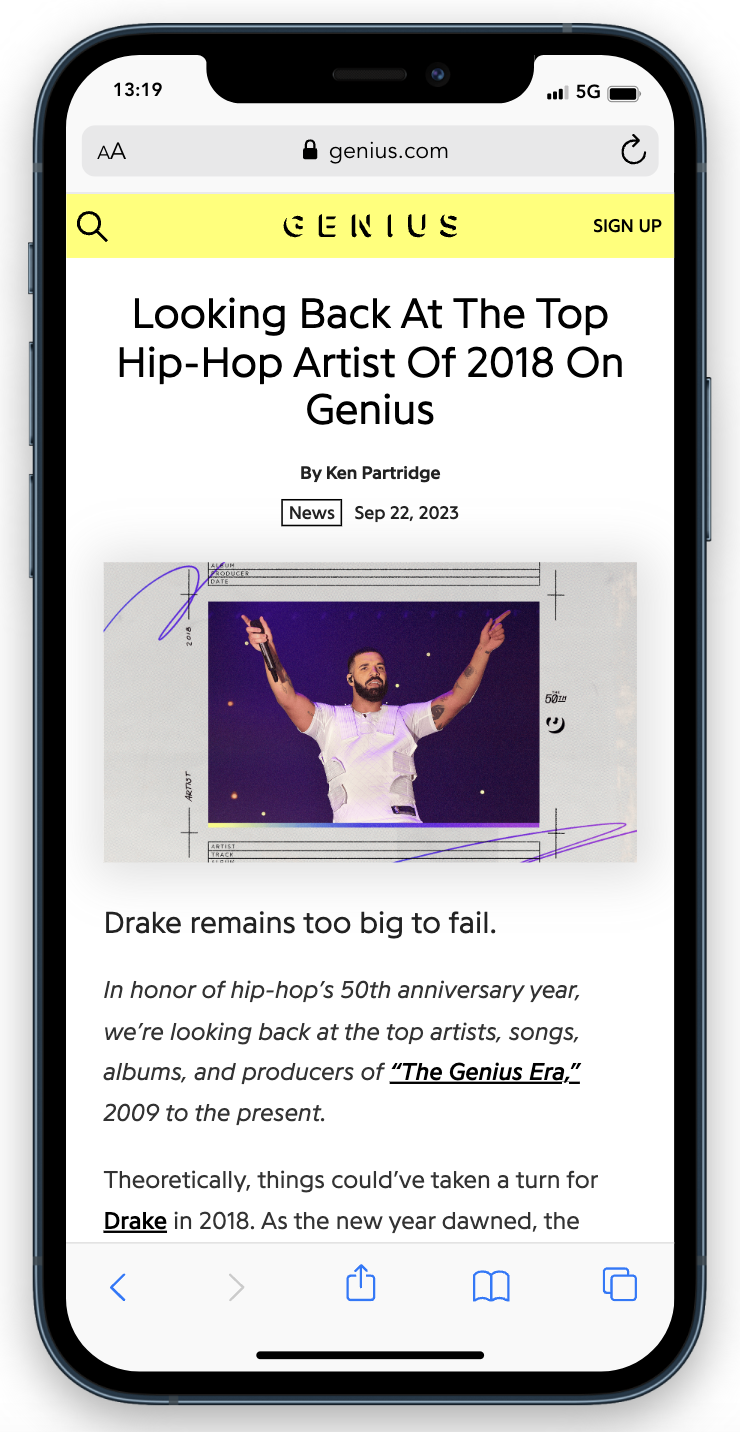 13:19
5G
AA
genius.com
GENIUS
SIGN UP
Looking Back At The Top
Hip-Hop Artist Of 2018 On
Genius
By Ken Partridge
News Sep 22, 2023
ALBUM
PRODUCER
DATE
2018
THE
50TH
ARTIST
ARTIST
TRACK
ALBUM
Drake remains too big to fail.
In honor of hip-hop’s 50th anniversary year,
we’re looking back at the top artists, songs,
albums, and producers of “The Genius Era,”
2009 to the present.
Theoretically, things could’ve taken a turn for
Drake in 2018. As the new year dawned, the